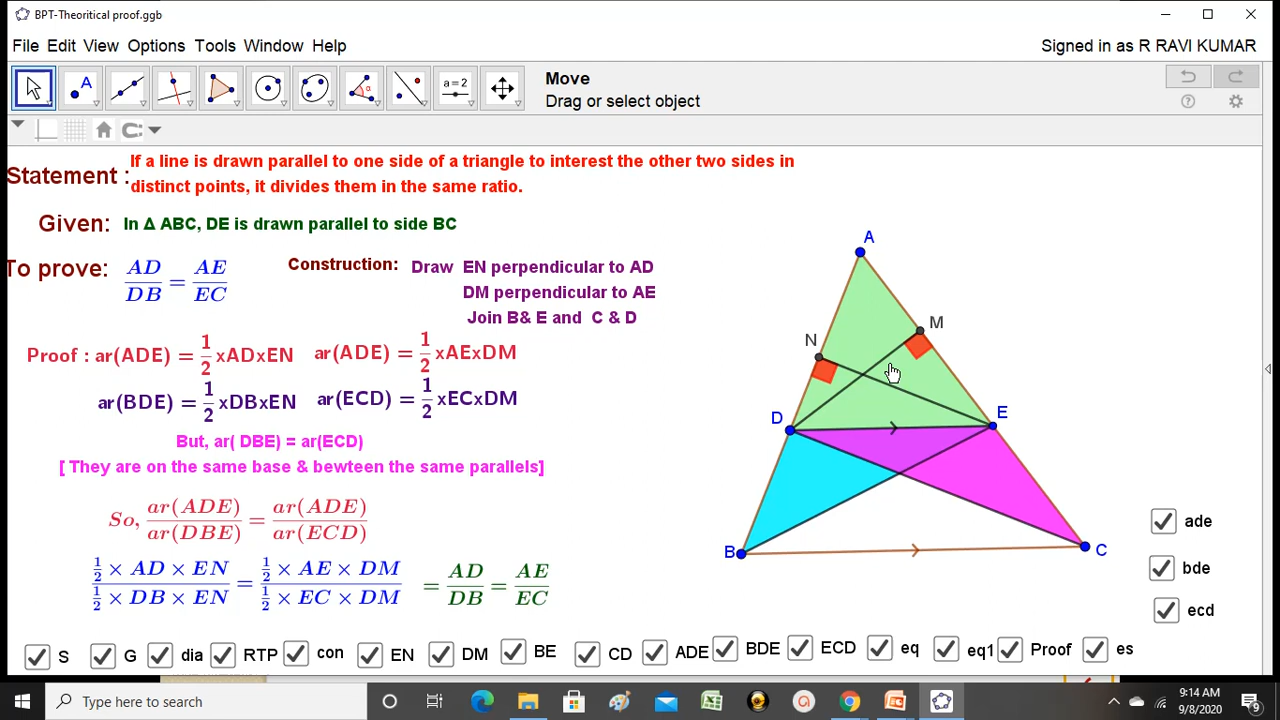 BPT-Theoritical proof.ggb
File Edit View Options Tools Window Help
Signed in as R RAVI KUMAR
A
α
a=2
Move
Drag or select object
Statement :
If a line is drawn parallel to one side of a triangle to interest the other two sides in
distinct points, it divides them in the same ratio.
Given: In Δ ABC, DE is drawn parallel to side BC
To prove: AD/DB = AE/EC
Construction: Draw EN perpendicular to AD
DM perpendicular to AE
Join B& E and C & D
Proof : ar(ADE) = 1/2 xADxEN ar(ADE) = 1/2 xAExDM
ar(BDE) = 1/2 xDBxEN ar(ECD) = 1/2 xECxDM
But, ar( DBE) = ar(ECD)
[ They are on the same base & bewteen the same parallels]
So, ar(ADE)/ar(DBE) = ar(ADE)/ar(ECD)
1/2 × AD × EN / 1/2 × DB × EN = 1/2 × AE × DM / 1/2 × EC × DM = AD/DB = AE/EC
A
M
N
D
E
B
C
ade
bde
ecd
S G dia RTP con EN DM BE CD ADE BDE ECD eq eq1 Proof es
Type here to search
9:14 AM
9/8/2020
9